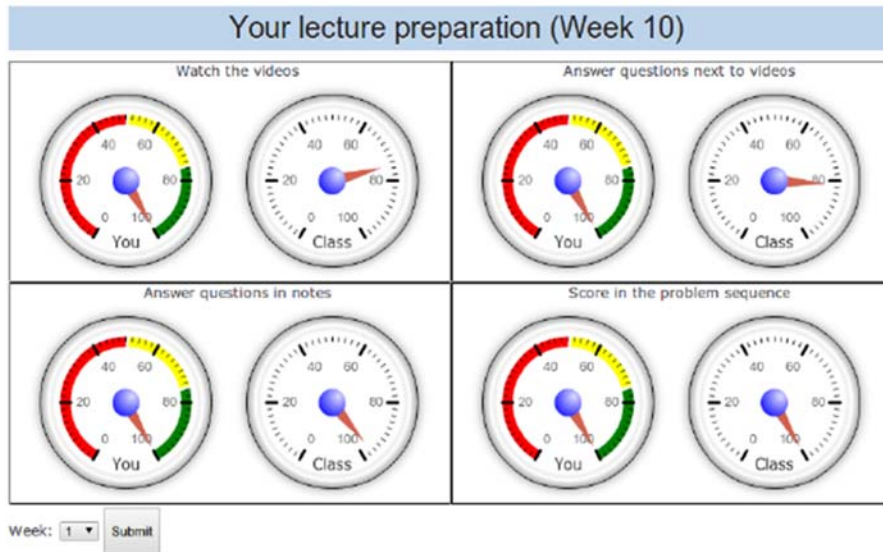 Your lecture preparation (Week 10)
Watch the videos
Answer questions next to videos
40 60
40 60
40 60
40 60
20 80
20 80
20 80
20 80
0 100
0 100
0 100
0 100
You
Class
You
Class
Answer questions in notes
Score in the problem sequence
40 60
40 60
40 60
40 60
20 80
20 80
20 80
20 80
0 100
0 100
0 100
0 100
You
Class
You
Class
Week: 1 Submit